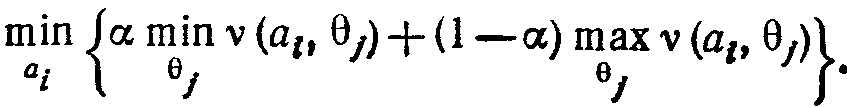 min_{a_i} {α min_{θ_j} v (a_i, θ_j) + (1 — α) max_{θ_j} v (a_i, θ_j)}.